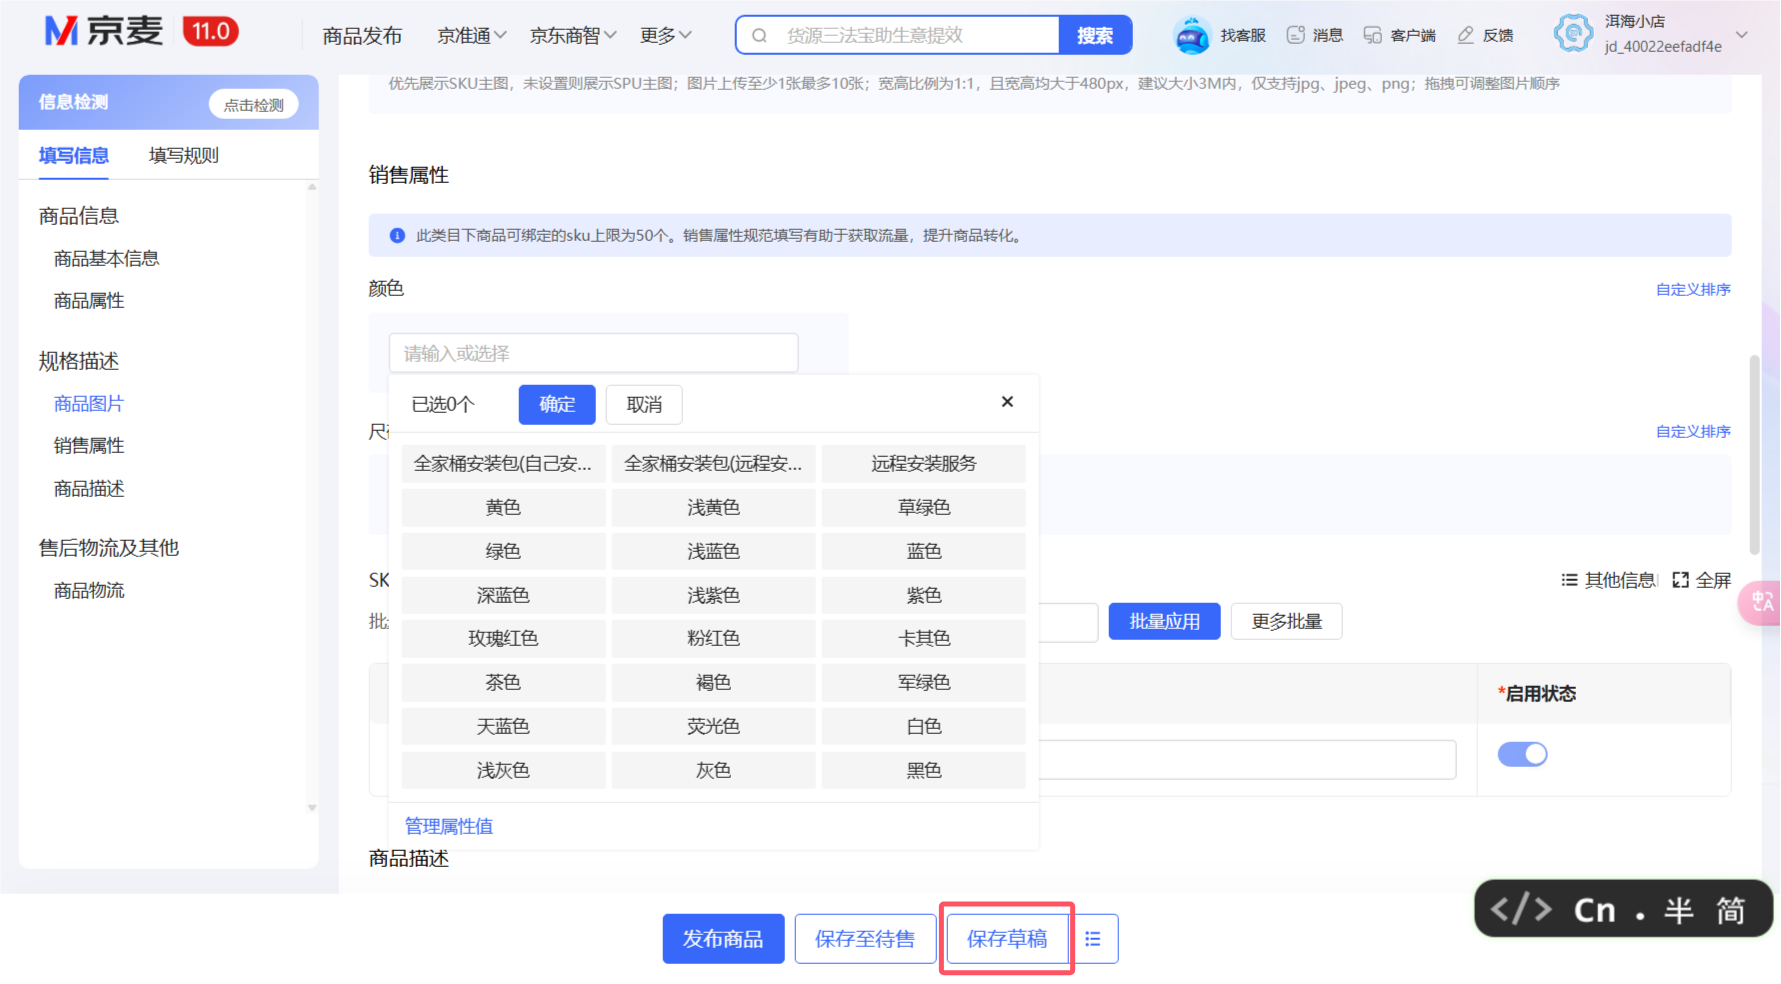 京麦 11.0
商品发布 京准通 京东商智 更多
货源三法宝助生意提效 搜索
找客服 消息 客户端 反馈
洱海小店
jd_40022eefadf4e
信息检测 点击检测
填写信息 填写规则
商品信息
商品基本信息
商品属性
规格描述
商品图片
销售属性
商品描述
售后物流及其他
商品物流
优先展示SKU主图，未设置则展示SPU主图；图片上传至少1张最多10张；宽高比例为1:1，且宽高均大于480px，建议大小3M内，仅支持jpg、jpeg、png；拖拽可调整图片顺序
销售属性
此类目下商品可绑定的sku上限为50个。销售属性规范填写有助于获取流量，提升商品转化。
颜色 自定义排序
请输入或选择
已选0个 确定 取消
自定义排序
全家桶安装包(自己安... 全家桶安装包(远程安... 远程安装服务
黄色 浅黄色 草绿色
绿色 浅蓝色 蓝色
深蓝色 浅紫色 紫色
玫瑰红色 粉红色 卡其色
茶色 褐色 军绿色
天蓝色 荧光色 白色
浅灰色 灰色 黑色
管理属性值
SK
其他信息 全屏
批量应用 更多批量
*启用状态
商品描述
发布商品 保存至待售 保存草稿
</> Cn 半 简
中A